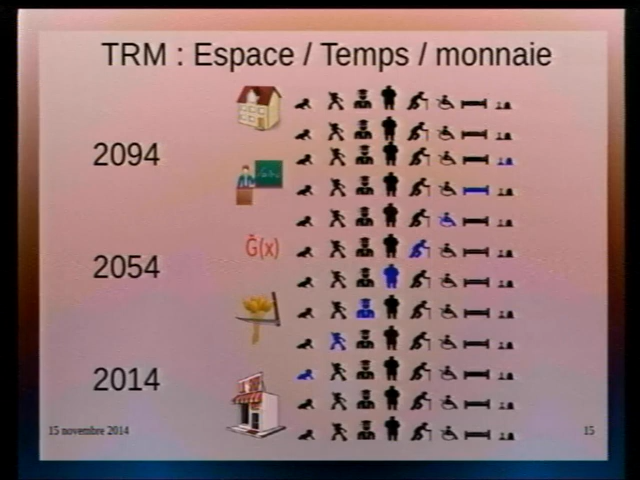 TRM : Espace / Temps / monnaie
2094
2054
Ĝ(x)
2014
15 novembre 2014
15